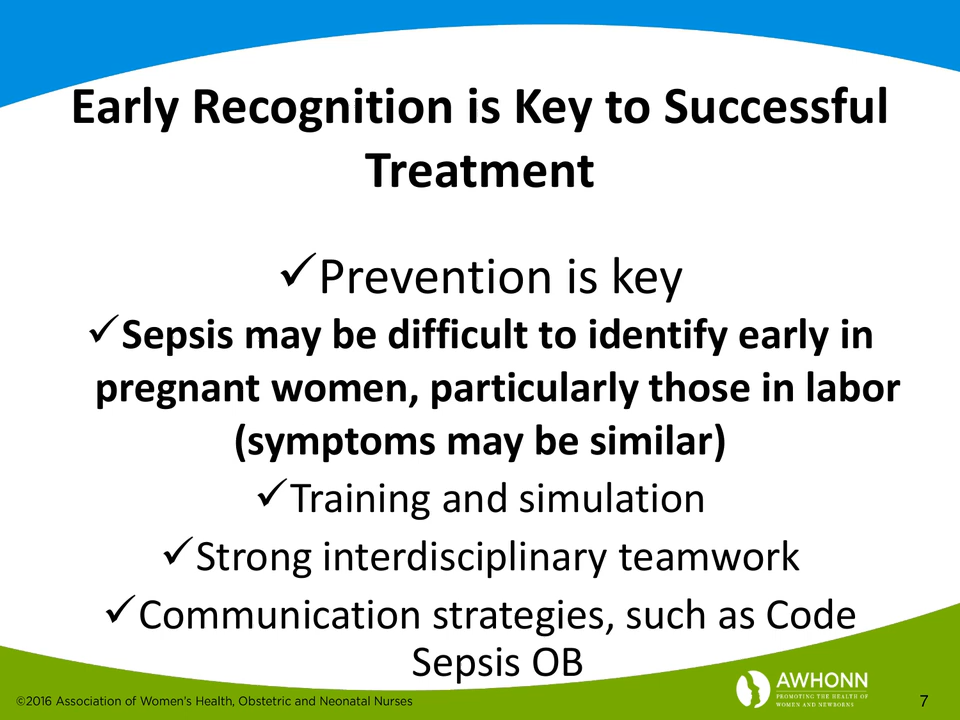 Early Recognition is Key to Successful
Treatment
✓Prevention is key
✓Sepsis may be difficult to identify early in
pregnant women, particularly those in labor
(symptoms may be similar)
✓Training and simulation
✓Strong interdisciplinary teamwork
✓Communication strategies, such as Code
Sepsis OB
©2016 Association of Women's Health, Obstetric and Neonatal Nurses
AWHONN
PROMOTING THE HEALTH OF
WOMEN AND NEWBORNS
7